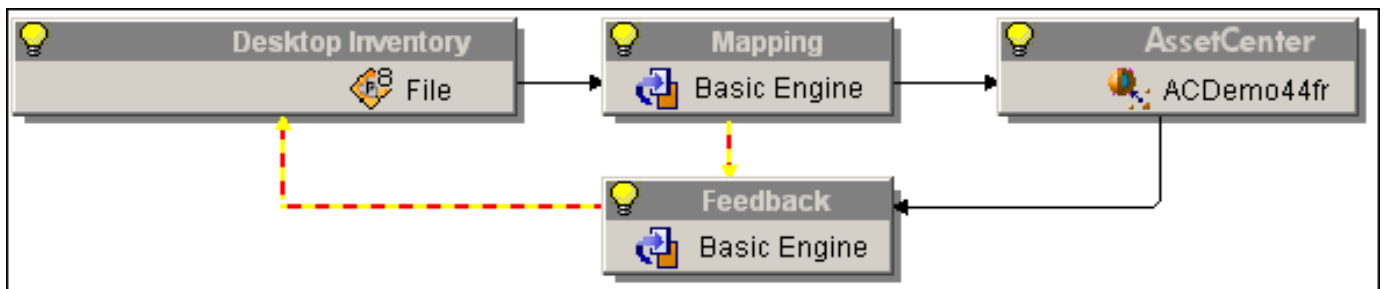 Desktop Inventory
File
Mapping
Basic Engine
AssetCenter
ACDemo44fr
Feedback
Basic Engine